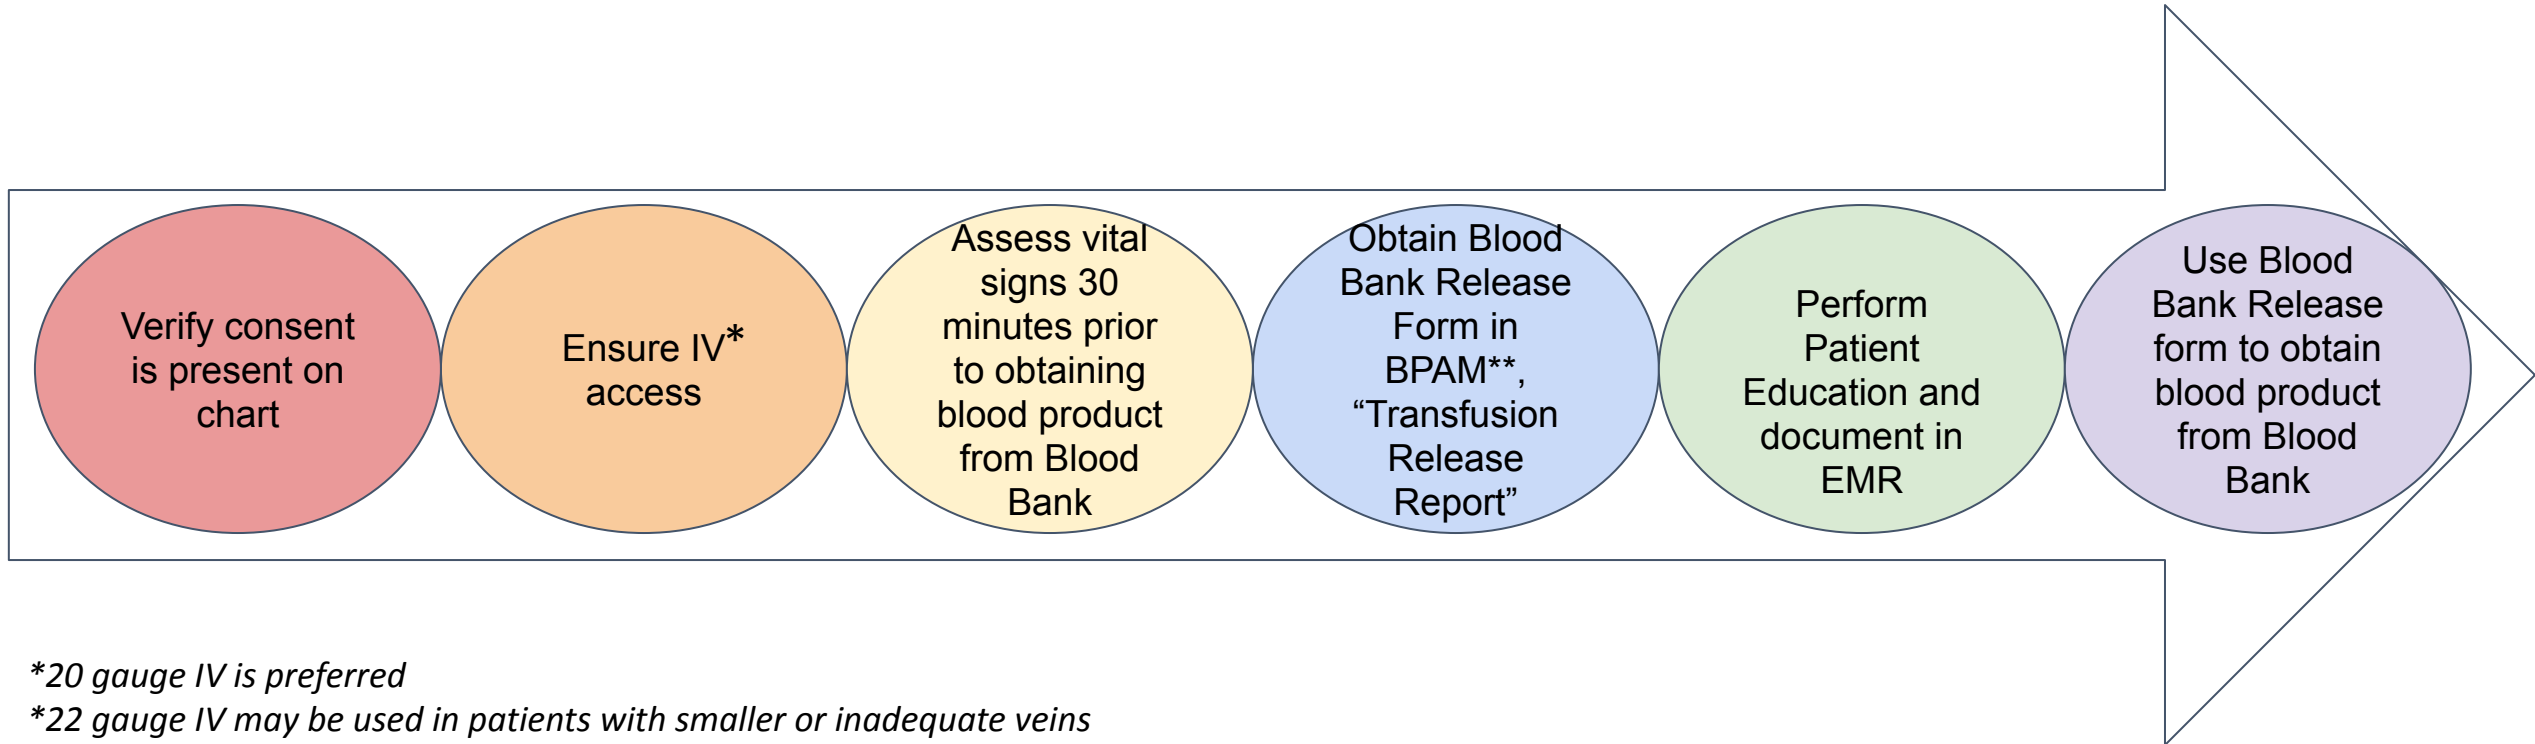 Verify consent
is present on
chart
Ensure IV*
access
Assess vital
signs 30
minutes prior
to obtaining
blood product
from Blood
Bank
Obtain Blood
Bank Release
Form in
BPAM**,
“Transfusion
Release
Report”
Perform
Patient
Education and
document in
EMR
Use Blood
Bank Release
form to obtain
blood product
from Blood
Bank
*20 gauge IV is preferred
*22 gauge IV may be used in patients with smaller or inadequate veins